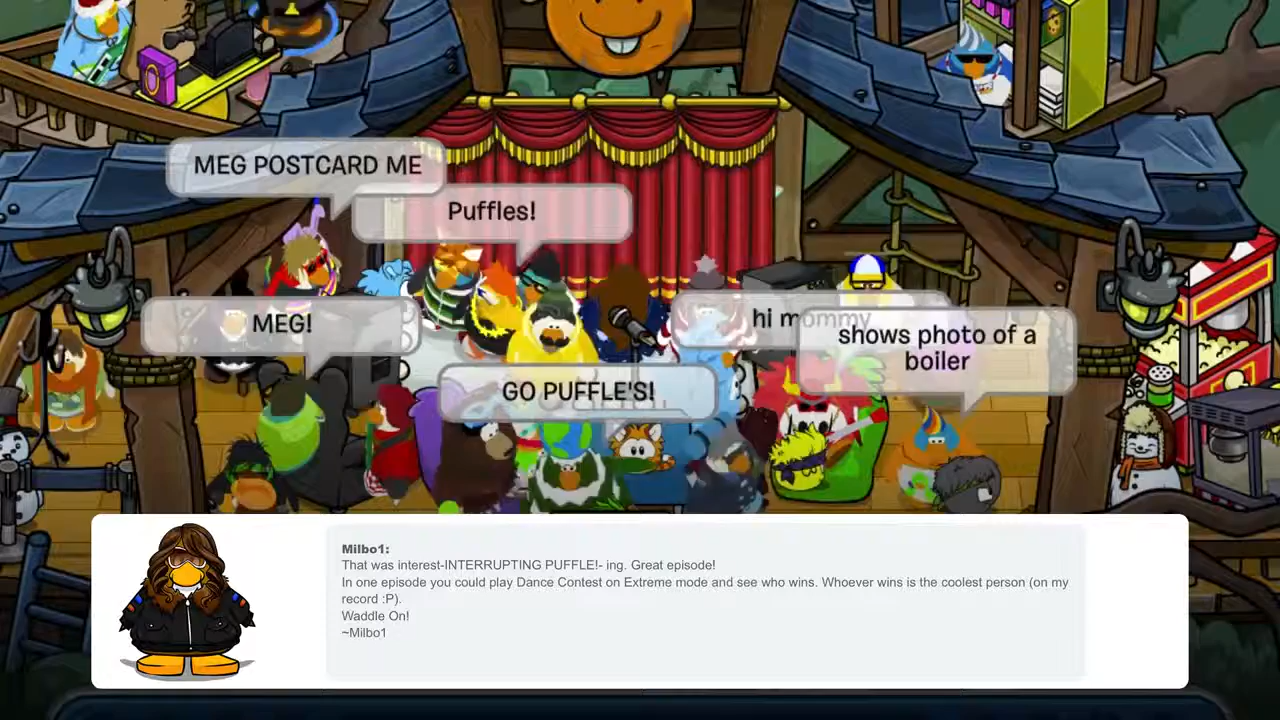 MEG POSTCARD ME
Puffles!
MEG!
hi mommy
shows photo of a
boiler
GO PUFFLE'S!
Milbo1:
That was interest-INTERRUPTING PUFFLE!- ing. Great episode!
In one episode you could play Dance Contest on Extreme mode and see who wins. Whoever wins is the coolest person (on my
record :P).
Waddle On!
~Milbo1